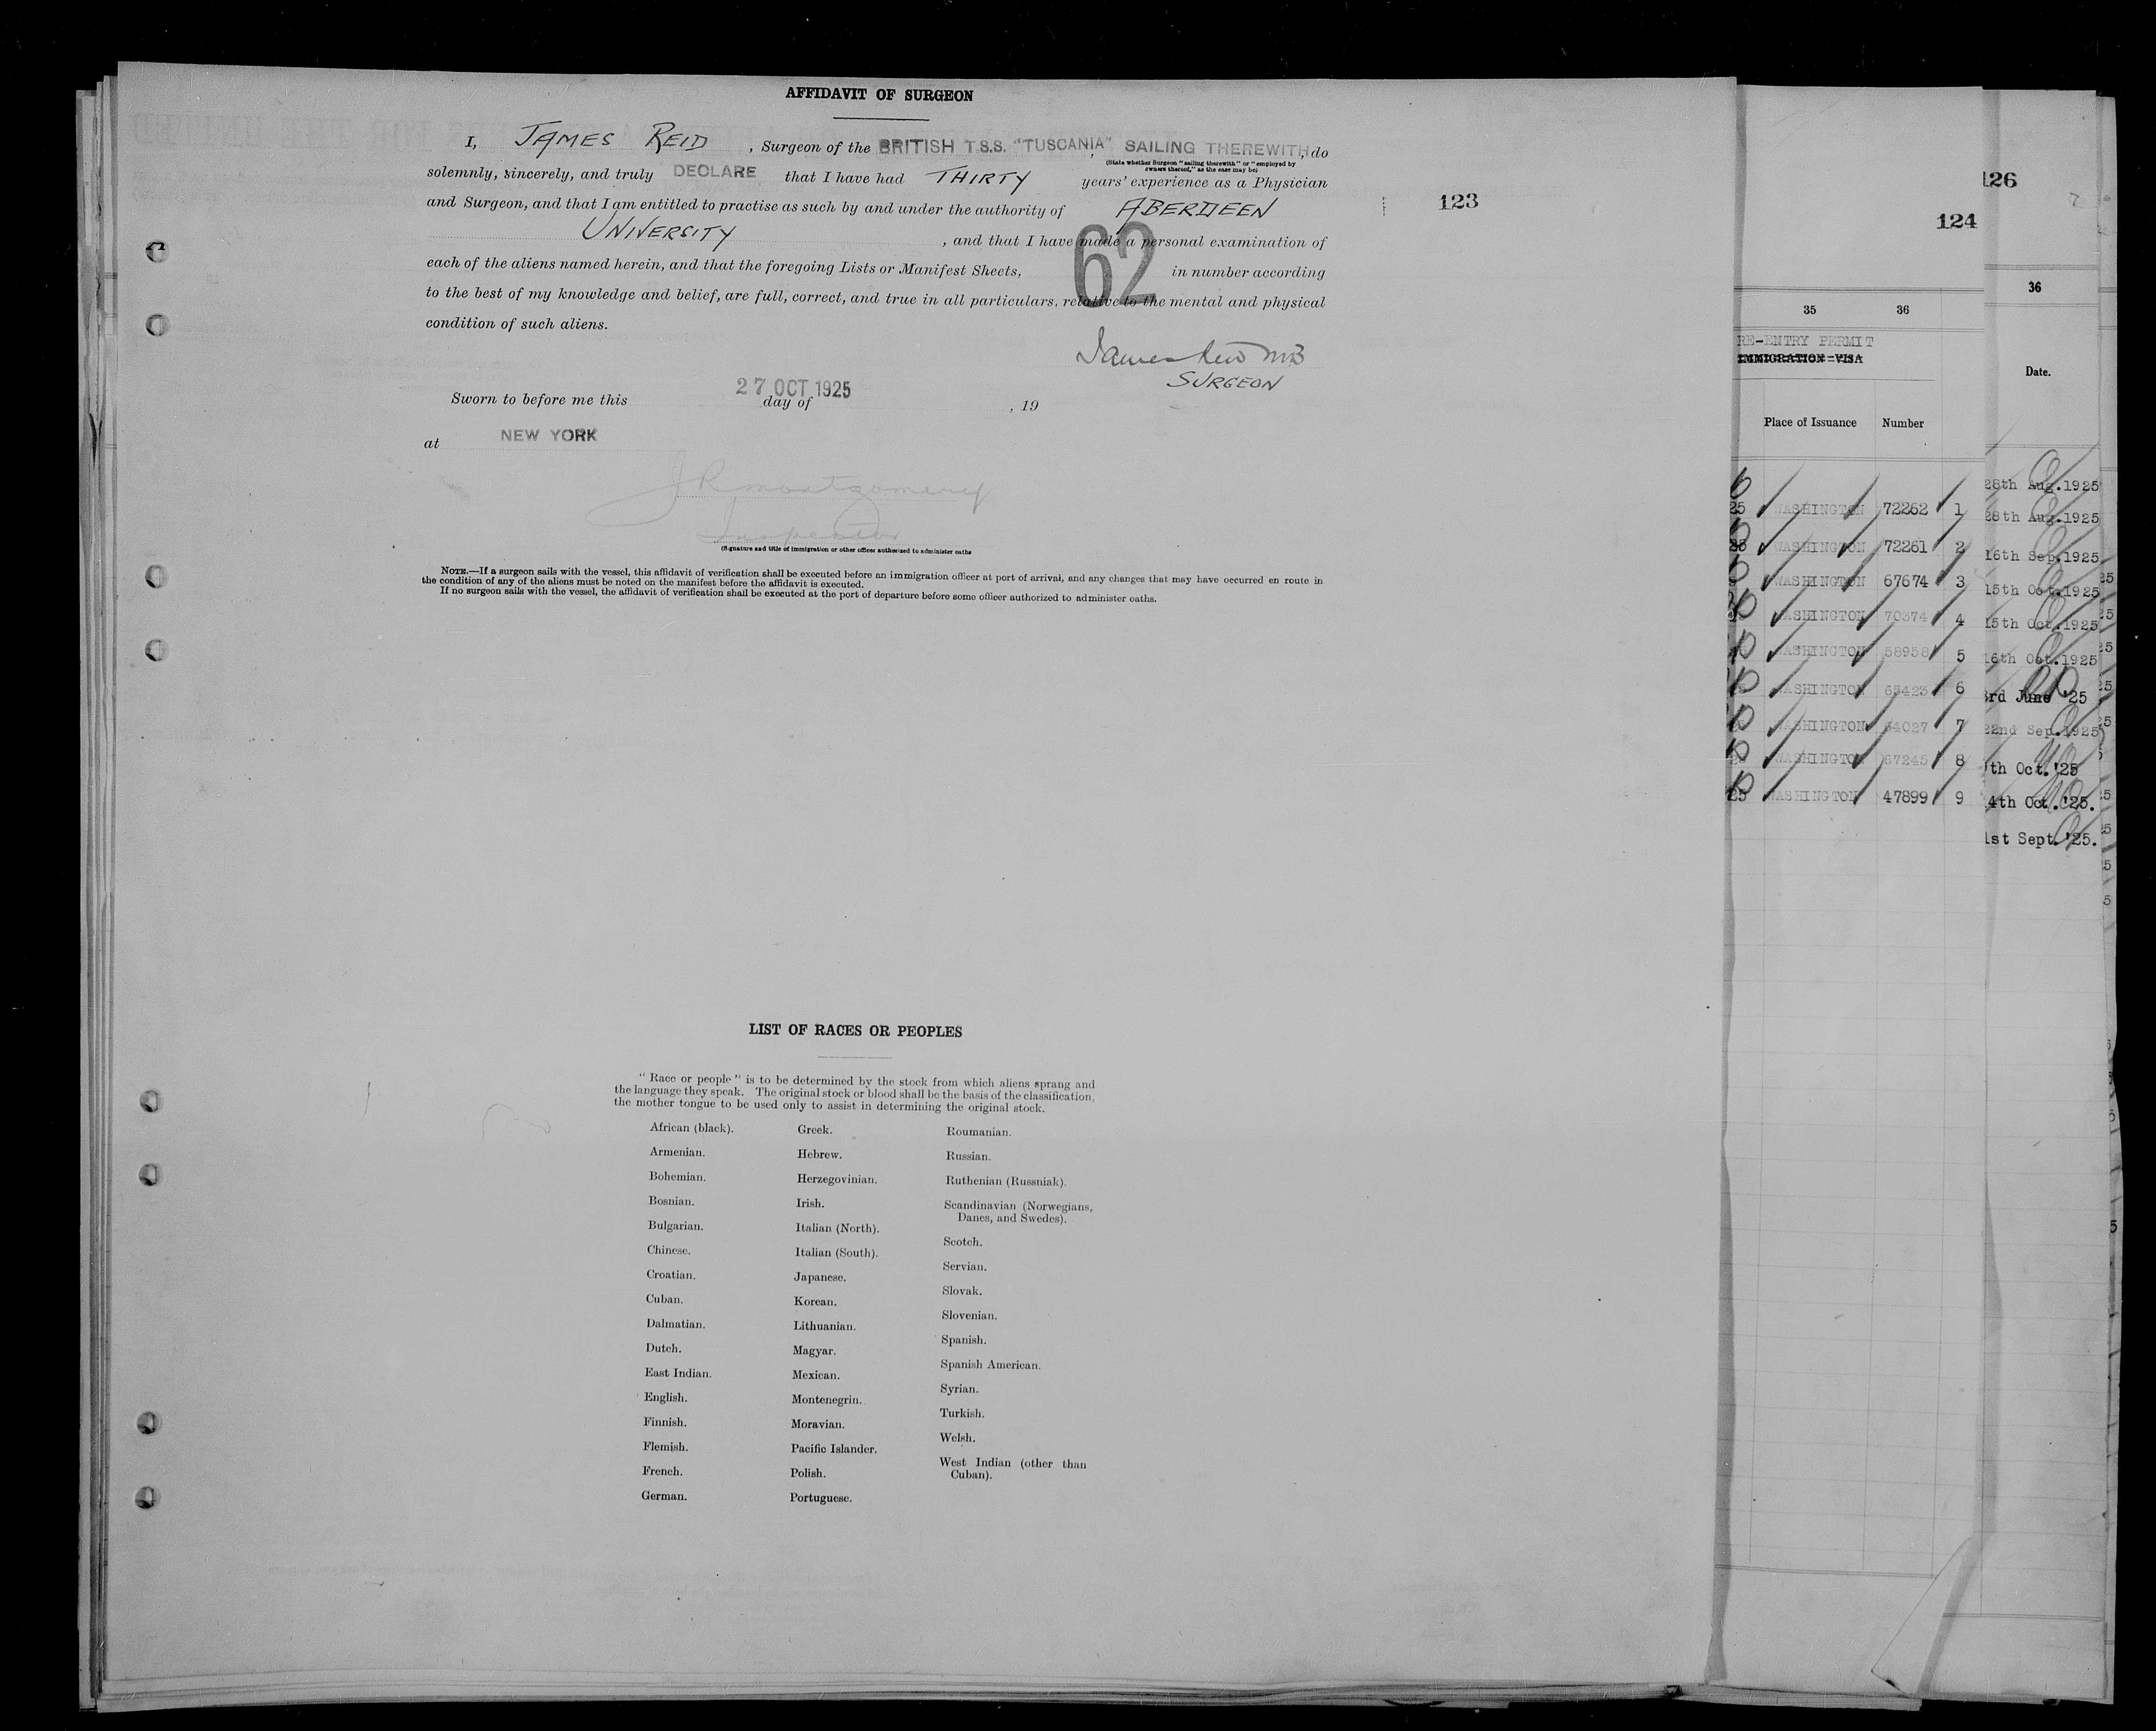 AFFIDAVIT OF SURGEON
I, JAMES REID, Surgeon of the BRITISH T.S.S. "TUSCANIA", SAILING THEREWITH, do
(State whether Surgeon "sailing therewith" or "employed by
owners thereof," as the case may be)
solemnly, sincerely, and truly DECLARE that I have had THIRTY years' experience as a Physician
and Surgeon, and that I am entitled to practise as such by and under the authority of ABERDEEN
UNIVERSITY, and that I have made a personal examination of
each of the aliens named herein, and that the foregoing Lists or Manifest Sheets, 62 in number according
to the best of my knowledge and belief, are full, correct, and true in all particulars, relative to the mental and physical
condition of such aliens.
James Reid MB
SURGEON
Sworn to before me this 27 OCT 1925 day of , 19
at NEW YORK
J R Montgomery
Inspector
(Signature and title of immigration or other officer authorized to administer oaths
NOTE.—If a surgeon sails with the vessel, this affidavit of verification shall be executed before an immigration officer at port of arrival, and any changes that may have occurred en route in
the condition of any of the aliens must be noted on the manifest before the affidavit is executed.
If no surgeon sails with the vessel, the affidavit of verification shall be executed at the port of departure before some officer authorized to administer oaths.
LIST OF RACES OR PEOPLES
"Race or people" is to be determined by the stock from which aliens sprang and
the language they speak. The original stock or blood shall be the basis of the classification,
the mother tongue to be used only to assist in determining the original stock.
African (black).
Armenian.
Bohemian.
Bosnian.
Bulgarian.
Chinese.
Croatian.
Cuban.
Dalmatian.
Dutch.
East Indian.
English.
Finnish.
Flemish.
French.
German.
Greek.
Hebrew.
Herzegovinian.
Irish.
Italian (North).
Italian (South).
Japanese.
Korean.
Lithuanian.
Magyar.
Mexican.
Montenegrin.
Moravian.
Pacific Islander.
Polish.
Portuguese.
Roumanian.
Russian.
Ruthenian (Russniak).
Scandinavian (Norwegians,
Danes, and Swedes).
Scotch.
Servian.
Slovak.
Slovenian.
Spanish.
Spanish American.
Syrian.
Turkish.
Welsh.
West Indian (other than
Cuban).
123
124
35 36
RE-ENTRY PERMIT
IMMIGRATION VISA
Place of Issuance Number
25 WASHINGTON 72262 1
WASHINGTON 72261 2
WASHINGTON 67674 3
WASHINGTON 70374 4
WASHINGTON 58958 5
WASHINGTON 65423 6
WASHINGTON 64027 7
WASHINGTON 67245 8
25 WASHINGTON 47899 9
126
36
Date.
28th Aug.1925
28th Aug.1925
16th Sep.1925
15th Oct.1925
15th Oct.1925
16th Oct.1925
3rd June '25
22nd Sep.1925
7th Oct.'25
4th Oct.'25.
1st Sept.'25.